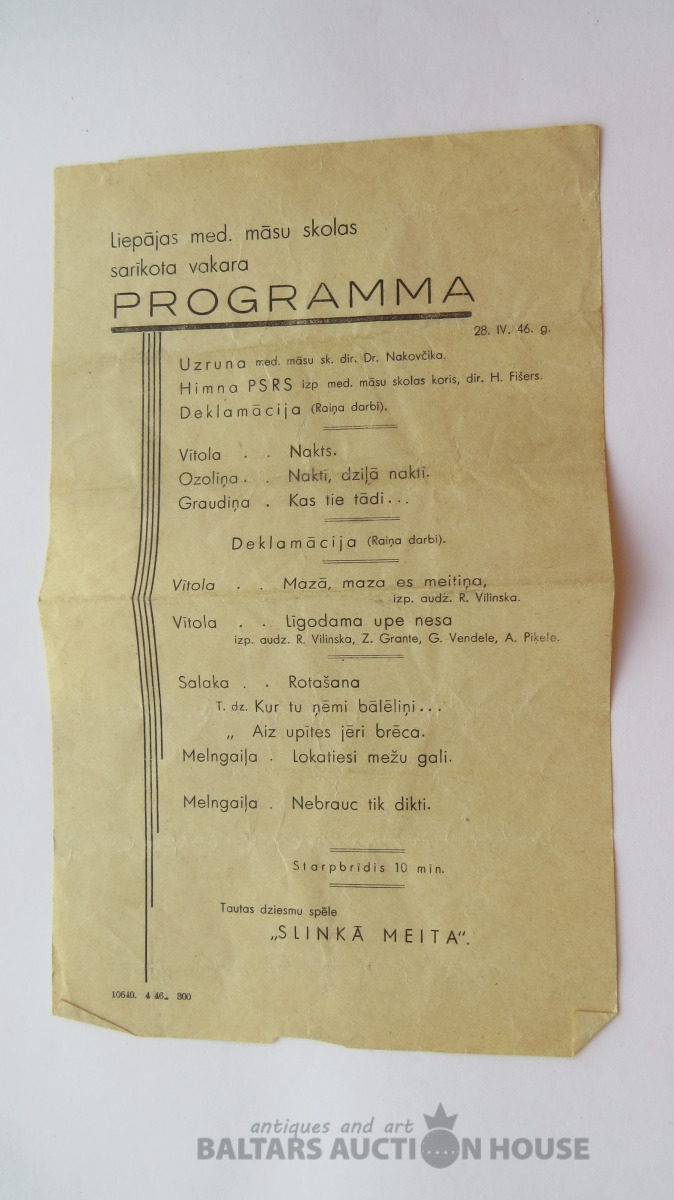 Liepājas med. māsu skolas
sarīkota vakara
PROGRAMMA
28. IV. 46. g.
Uzruna med. māsu sk. dir. Dr. Nakovčika.
Himna PSRS izp med. māsu skolas koris, dir. H. Fišers.
Deklamācija (Raiņa darbi).
Vītola . . Nakts.
Ozoliņa . . Naktī, dziļā naktī.
Graudiņa . Kas tie tādi...
Deklamācija (Raiņa darbi).
Vītola . . Mazā, maza es meitiņa,
izp. audz. R. Vilinska.
Vītola . . Līgodama upe nesa
izp. audz. R. Vilinska, Z. Grante, G. Vendele, A. Piķele.
Salaka . . Rotašana
T. dz. Kur tu ņēmi bālēliņi...
„ Aiz upītes jēri brēca.
Melngaiļa . Lokatiesi mežu gali.
Melngaiļa . Nebrauc tik dikti.
Starpbrīdis 10 min.
Tautas dziesmu spēle
„SLINKĀ MEITA".
10640. 4 46. 300
antiques and art
BALTARS AUCTION HOUSE